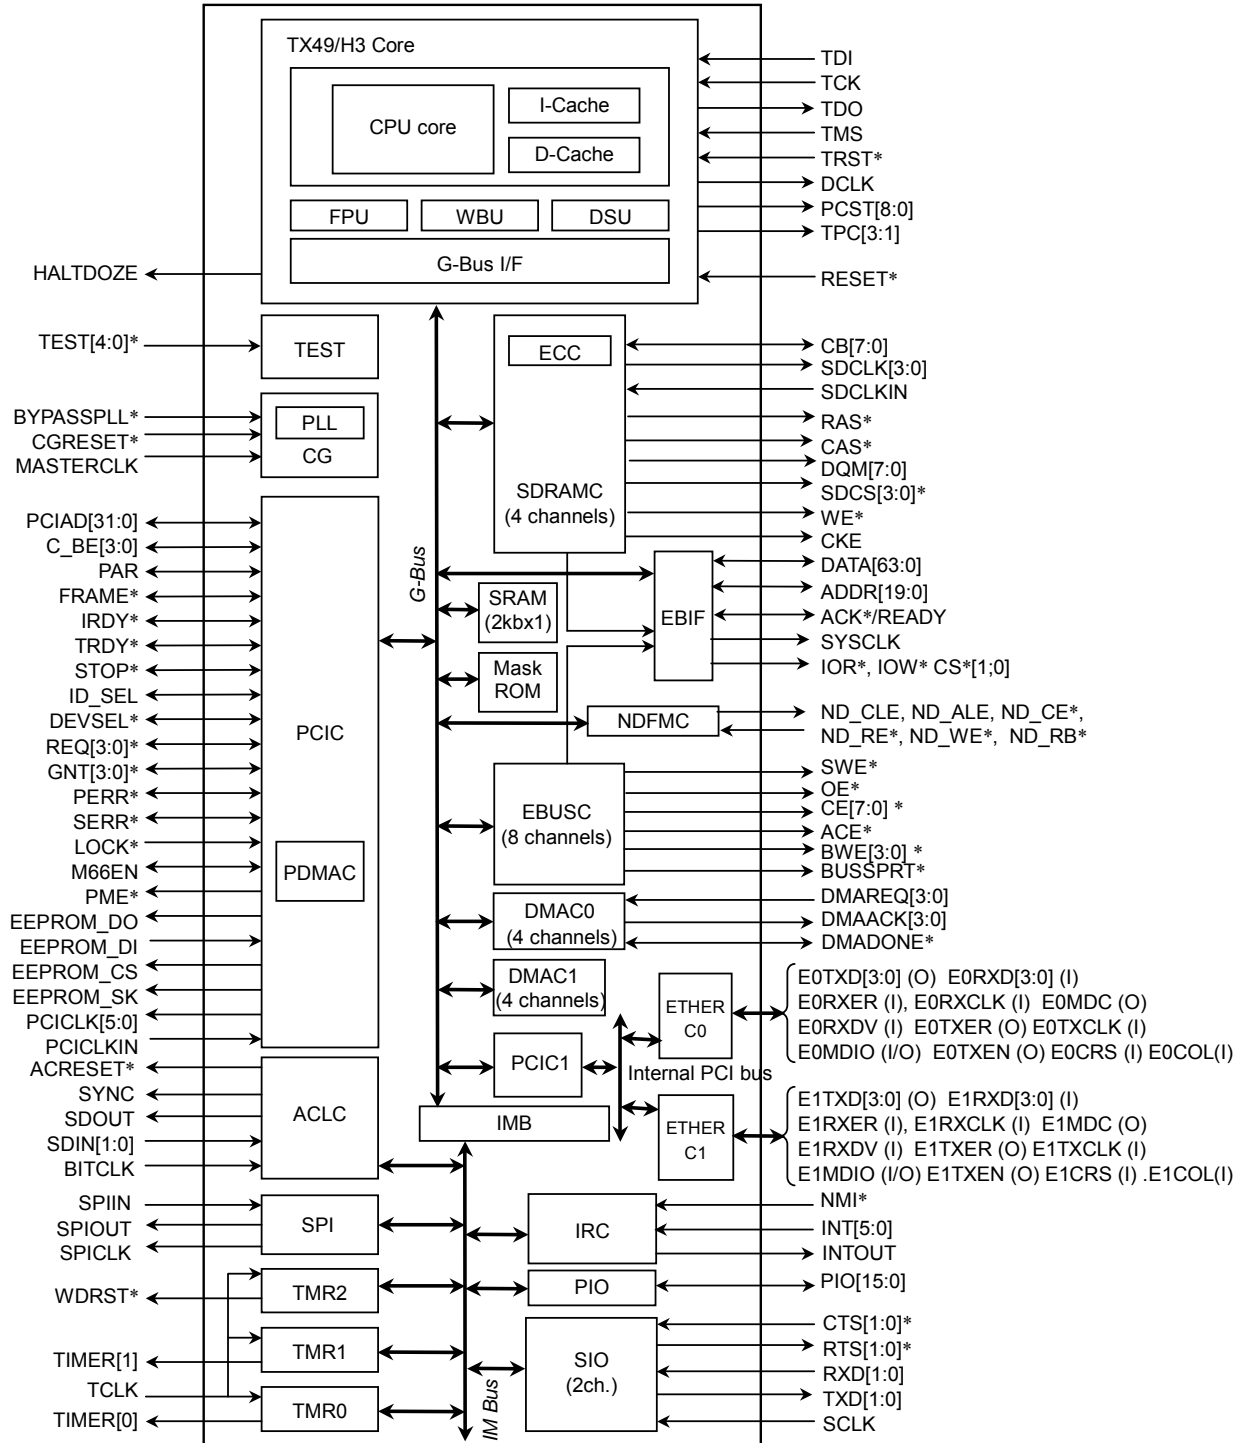 TX49/H3 Core
CPU core
I-Cache
D-Cache
FPU
WBU
DSU
G-Bus I/F
HALTDOZE
TEST[4:0]*
TEST
BYPASSPLL*
CGRESET*
MASTERCLK
PLL
CG
PCIAD[31:0]
C_BE[3:0]
PAR
FRAME*
IRDY*
TRDY*
STOP*
ID_SEL
DEVSEL*
REQ[3:0]*
GNT[3:0]*
PERR*
SERR*
LOCK*
M66EN
PME*
EEPROM_DO
EEPROM_DI
EEPROM_CS
EEPROM_SK
PCICLK[5:0]
PCICLKIN
PCIC
PDMAC
ACRESET*
SYNC
SDOUT
SDIN[1:0]
BITCLK
ACLC
SPIIN
SPIOUT
SPICLK
SPI
WDRST*
TIMER[1]
TCLK
TIMER[0]
TMR2
TMR1
TMR0
G-Bus
IM Bus
ECC
SDRAMC
(4 channels)
SRAM
(2kbx1)
Mask
ROM
EBIF
NDFMC
EBUSC
(8 channels)
DMAC0
(4 channels)
DMAC1
(4 channels)
PCIC1
IMB
Internal PCI bus
ETHER
C0
ETHER
C1
IRC
PIO
SIO
(2ch.)
TDI
TCK
TDO
TMS
TRST*
DCLK
PCST[8:0]
TPC[3:1]
RESET*
CB[7:0]
SDCLK[3:0]
SDCLKIN
RAS*
CAS*
DQM[7:0]
SDCS[3:0]*
WE*
CKE
DATA[63:0]
ADDR[19:0]
ACK*/READY
SYSCLK
IOR*, IOW* CS*[1;0]
ND_CLE, ND_ALE, ND_CE*,
ND_RE*, ND_WE*, ND_RB*
SWE*
OE*
CE[7:0] *
ACE*
BWE[3:0] *
BUSSPRT*
DMAREQ[3:0]
DMAACK[3:0]
DMADONE*
E0TXD[3:0] (O) E0RXD[3:0] (I)
E0RXER (I), E0RXCLK (I) E0MDC (O)
E0RXDV (I) E0TXER (O) E0TXCLK (I)
E0MDIO (I/O) E0TXEN (O) E0CRS (I) E0COL(I)
E1TXD[3:0] (O) E1RXD[3:0] (I)
E1RXER (I), E1RXCLK (I) E1MDC (O)
E1RXDV (I) E1TXER (O) E1TXCLK (I)
E1MDIO (I/O) E1TXEN (O) E1CRS (I) .E1COL(I)
NMI*
INT[5:0]
INTOUT
PIO[15:0]
CTS[1:0]*
RTS[1:0]*
RXD[1:0]
TXD[1:0]
SCLK